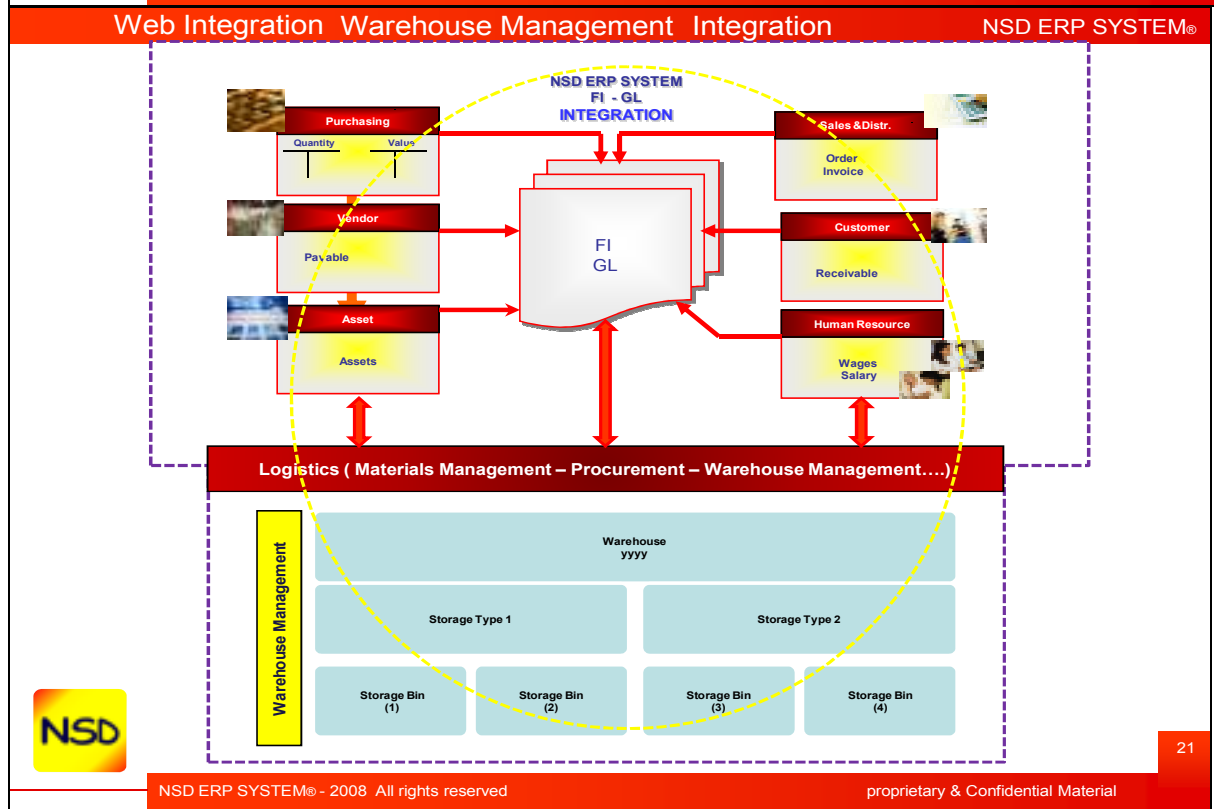 Web Integration Warehouse Management Integration
NSD ERP SYSTEM®
NSD ERP SYSTEM
FI - GL
INTEGRATION
Purchasing
Quantity Value
Vendor
Payable
Asset
Assets
FI
GL
Sales &Distr.
Order
Invoice
Customer
Receivable
Human Resource
Wages
Salary
Logistics ( Materials Management – Procurement – Warehouse Management….)
Warehouse Management
Warehouse
yyyy
Storage Type 1
Storage Type 2
Storage Bin
(1)
Storage Bin
(2)
Storage Bin
(3)
Storage Bin
(4)
NSD
21
NSD ERP SYSTEM® - 2008 All rights reserved
proprietary & Confidential Material